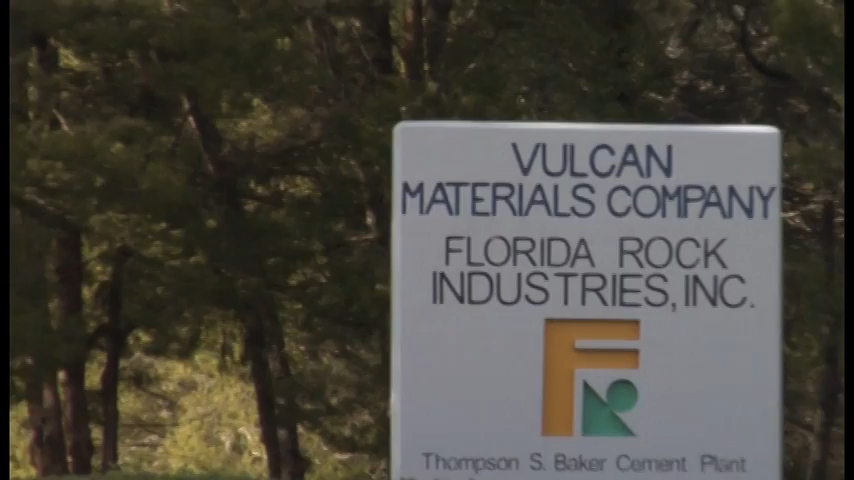 VULCAN
MATERIALS COMPANY
FLORIDA ROCK
INDUSTRIES, INC.
Thompson S. Baker Cement Plant